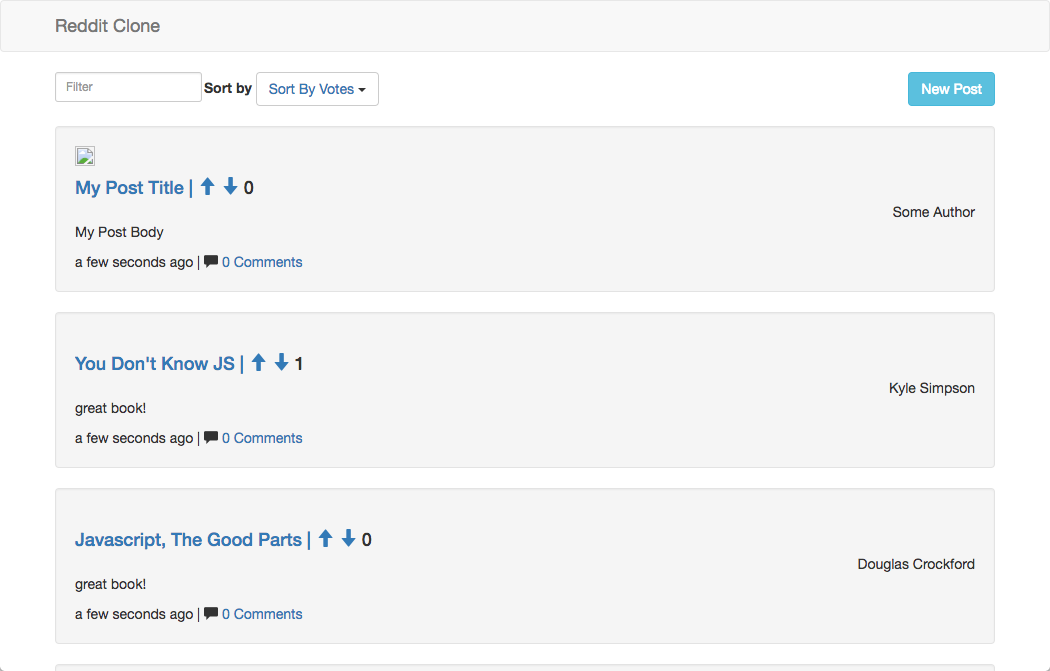 Reddit Clone
Filter Sort by Sort By Votes New Post
My Post Title | 0
Some Author
My Post Body
a few seconds ago | 0 Comments
You Don't Know JS | 1
Kyle Simpson
great book!
a few seconds ago | 0 Comments
Javascript, The Good Parts | 0
Douglas Crockford
great book!
a few seconds ago | 0 Comments